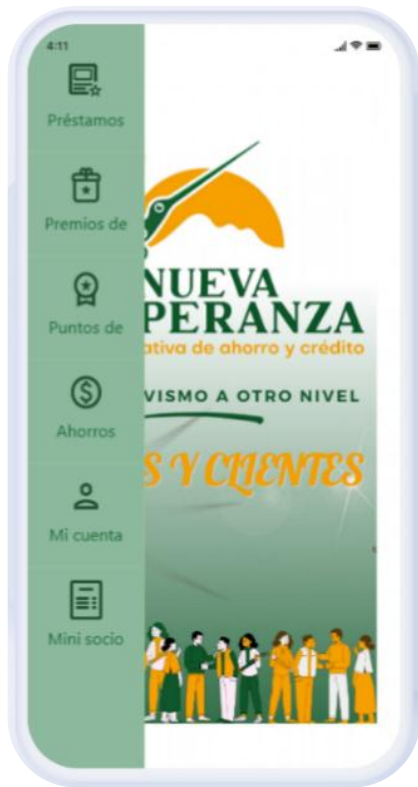 4:11
Préstamos
Premios de
Puntos de
Ahorros
Mi cuenta
Mini socio
NUEVA
PERANZA
ativa de ahorro y crédito
VISMO A OTRO NIVEL
S Y CLIENTES